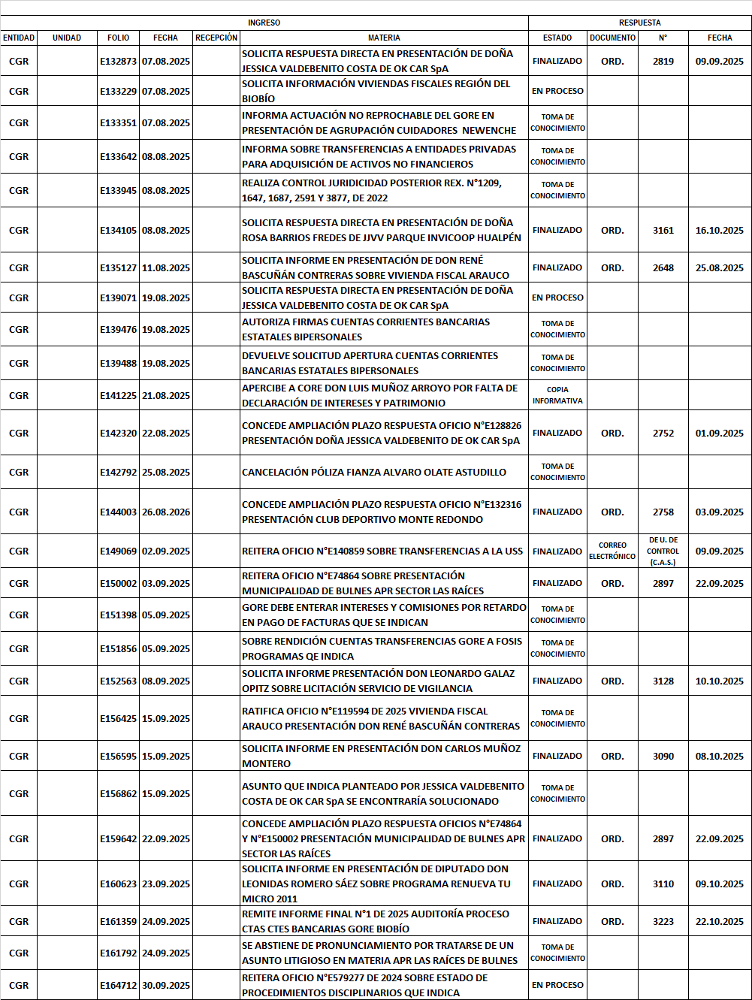 INGRESO RESPUESTA
ENTIDAD UNIDAD FOLIO FECHA RECEPCIÓN MATERIA ESTADO DOCUMENTO N° FECHA
CGR E132873 07.08.2025 SOLICITA RESPUESTA DIRECTA EN PRESENTACIÓN DE DOÑA
JESSICA VALDEBENITO COSTA DE OK CAR SpA FINALIZADO ORD. 2819 09.09.2025
CGR E133229 07.08.2025 SOLICITA INFORMACIÓN VIVIENDAS FISCALES REGIÓN DEL
BIOBÍO EN PROCESO
CGR E133351 07.08.2025 INFORMA ACTUACIÓN NO REPROCHABLE DEL GORE EN
PRESENTACIÓN DE AGRUPACIÓN CUIDADORES NEWENCHE
TOMA DE
CONOCIMIENTO
CGR E133642 08.08.2025 INFORMA SOBRE TRANSFERENCIAS A ENTIDADES PRIVADAS
PARA ADQUISICIÓN DE ACTIVOS NO FINANCIEROS
TOMA DE
CONOCIMIENTO
CGR E133945 08.08.2025 REALIZA CONTROL JURIDICIDAD POSTERIOR REX. N°1209,
1647, 1687, 2591 Y 3877, DE 2022
TOMA DE
CONOCIMIENTO
CGR E134105 08.08.2025 SOLICITA RESPUESTA DIRECTA EN PRESENTACIÓN DE DOÑA
ROSA BARRIOS FREDES DE JJVV PARQUE INVICOOP HUALPÉN FINALIZADO ORD. 3161 16.10.2025
CGR E135127 11.08.2025 SOLICITA INFORME EN PRESENTACIÓN DE DON RENÉ
BASCUÑÁN CONTRERAS SOBRE VIVIENDA FISCAL ARAUCO FINALIZADO ORD. 2648 25.08.2025
CGR E139071 19.08.2025 SOLICITA RESPUESTA DIRECTA EN PRESENTACIÓN DE DOÑA
JESSICA VALDEBENITO COSTA DE OK CAR SpA EN PROCESO
CGR E139476 19.08.2025 AUTORIZA FIRMAS CUENTAS CORRIENTES BANCARIAS
ESTATALES BIPERSONALES
TOMA DE
CONOCIMIENTO
CGR E139488 19.08.2025 DEVUELVE SOLICITUD APERTURA CUENTAS CORRIENTES
BANCARIAS ESTATALES BIPERSONALES
TOMA DE
CONOCIMIENTO
CGR E141225 21.08.2025 APERCIBE A CORE DON LUIS MUÑOZ ARROYO POR FALTA DE
DECLARACIÓN DE INTERESES Y PATRIMONIO
COPIA
INFORMATIVA
CGR E142320 22.08.2025 CONCEDE AMPLIACIÓN PLAZO RESPUESTA OFICIO N°E128826
PRESENTACIÓN DOÑA JESSICA VALDEBENITO DE OK CAR SpA FINALIZADO ORD. 2752 01.09.2025
CGR E142792 25.08.2025 CANCELACIÓN PÓLIZA FIANZA ALVARO OLATE ASTUDILLO
TOMA DE
CONOCIMIENTO
CGR E144003 26.08.2026 CONCEDE AMPLIACIÓN PLAZO RESPUESTA OFICIO N°E132316
PRESENTACIÓN CLUB DEPORTIVO MONTE REDONDO FINALIZADO ORD. 2758 03.09.2025
CGR E149069 02.09.2025 REITERA OFICIO N°E140859 SOBRE TRANSFERENCIAS A LA USS FINALIZADO
CORREO
ELECTRÓNICO
DE U. DE
CONTROL
(C.A.S.)
09.09.2025
CGR E150002 03.09.2025 REITERA OFICIO N°E74864 SOBRE PRESENTACIÓN
MUNICIPALIDAD DE BULNES APR SECTOR LAS RAÍCES FINALIZADO ORD. 2897 22.09.2025
CGR E151398 05.09.2025 GORE DEBE ENTERAR INTERESES Y COMISIONES POR RETARDO
EN PAGO DE FACTURAS QUE SE INDICAN
TOMA DE
CONOCIMIENTO
CGR E151856 05.09.2025 SOBRE RENDICIÓN CUENTAS TRANSFERENCIAS GORE A FOSIS
PROGRAMAS QE INDICA
TOMA DE
CONOCIMIENTO
CGR E152563 08.09.2025 SOLICITA INFORME PRESENTACIÓN DON LEONARDO GALAZ
OPITZ SOBRE LICITACIÓN SERVICIO DE VIGILANCIA FINALIZADO ORD. 3128 10.10.2025
CGR E156425 15.09.2025 RATIFICA OFICIO N°E119594 DE 2025 VIVIENDA FISCAL
ARAUCO PRESENTACIÓN DON RENÉ BASCUÑÁN CONTRERAS
TOMA DE
CONOCIMIENTO
CGR E156595 15.09.2025 SOLICITA INFORME EN PRESENTACIÓN DON CARLOS MUÑOZ
MONTERO FINALIZADO ORD. 3090 08.10.2025
CGR E156862 15.09.2025 ASUNTO QUE INDICA PLANTEADO POR JESSICA VALDEBENITO
COSTA DE OK CAR SpA SE ENCONTRARÍA SOLUCIONADO
TOMA DE
CONOCIMIENTO
CGR E159642 22.09.2025 CONCEDE AMPLIACIÓN PLAZO RESPUESTA OFICIOS N°E74864
Y N°E150002 PRESENTACIÓN MUNICIPALIDAD DE BULNES APR
SECTOR LAS RAÍCES FINALIZADO ORD. 2897 22.09.2025
CGR E160623 23.09.2025 SOLICITA INFORME EN PRESENTACIÓN DE DIPUTADO DON
LEONIDAS ROMERO SÁEZ SOBRE PROGRAMA RENUEVA TU
MICRO 2011 FINALIZADO ORD. 3110 09.10.2025
CGR E161359 24.09.2025 REMITE INFORME FINAL N°1 DE 2025 AUDITORÍA PROCESO
CTAS CTES BANCARIAS GORE BIOBÍO FINALIZADO ORD. 3223 22.10.2025
CGR E161792 24.09.2025 SE ABSTIENE DE PRONUNCIAMIENTO POR TRATARSE DE UN
ASUNTO LITIGIOSO EN MATERIA APR LAS RAÍCES DE BULNES
TOMA DE
CONOCIMIENTO
CGR E164712 30.09.2025 REITERA OFICIO N°E579277 DE 2024 SOBRE ESTADO DE
PROCEDIMIENTOS DISCIPLINARIOS QUE INDICA EN PROCESO